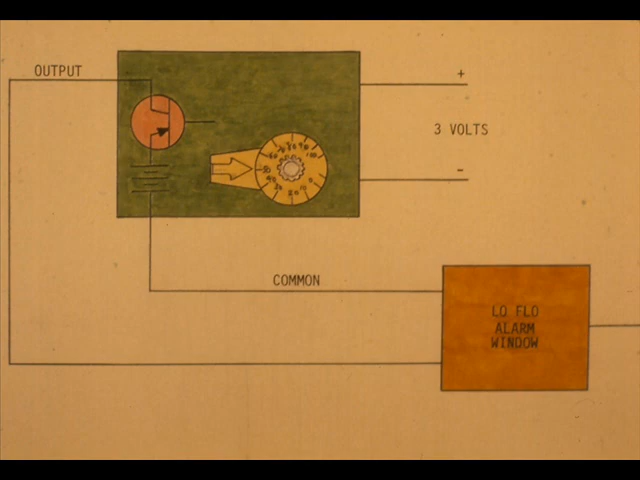 OUTPUT
+
3 VOLTS
-
COMMON
LO FLO
ALARM
WINDOW